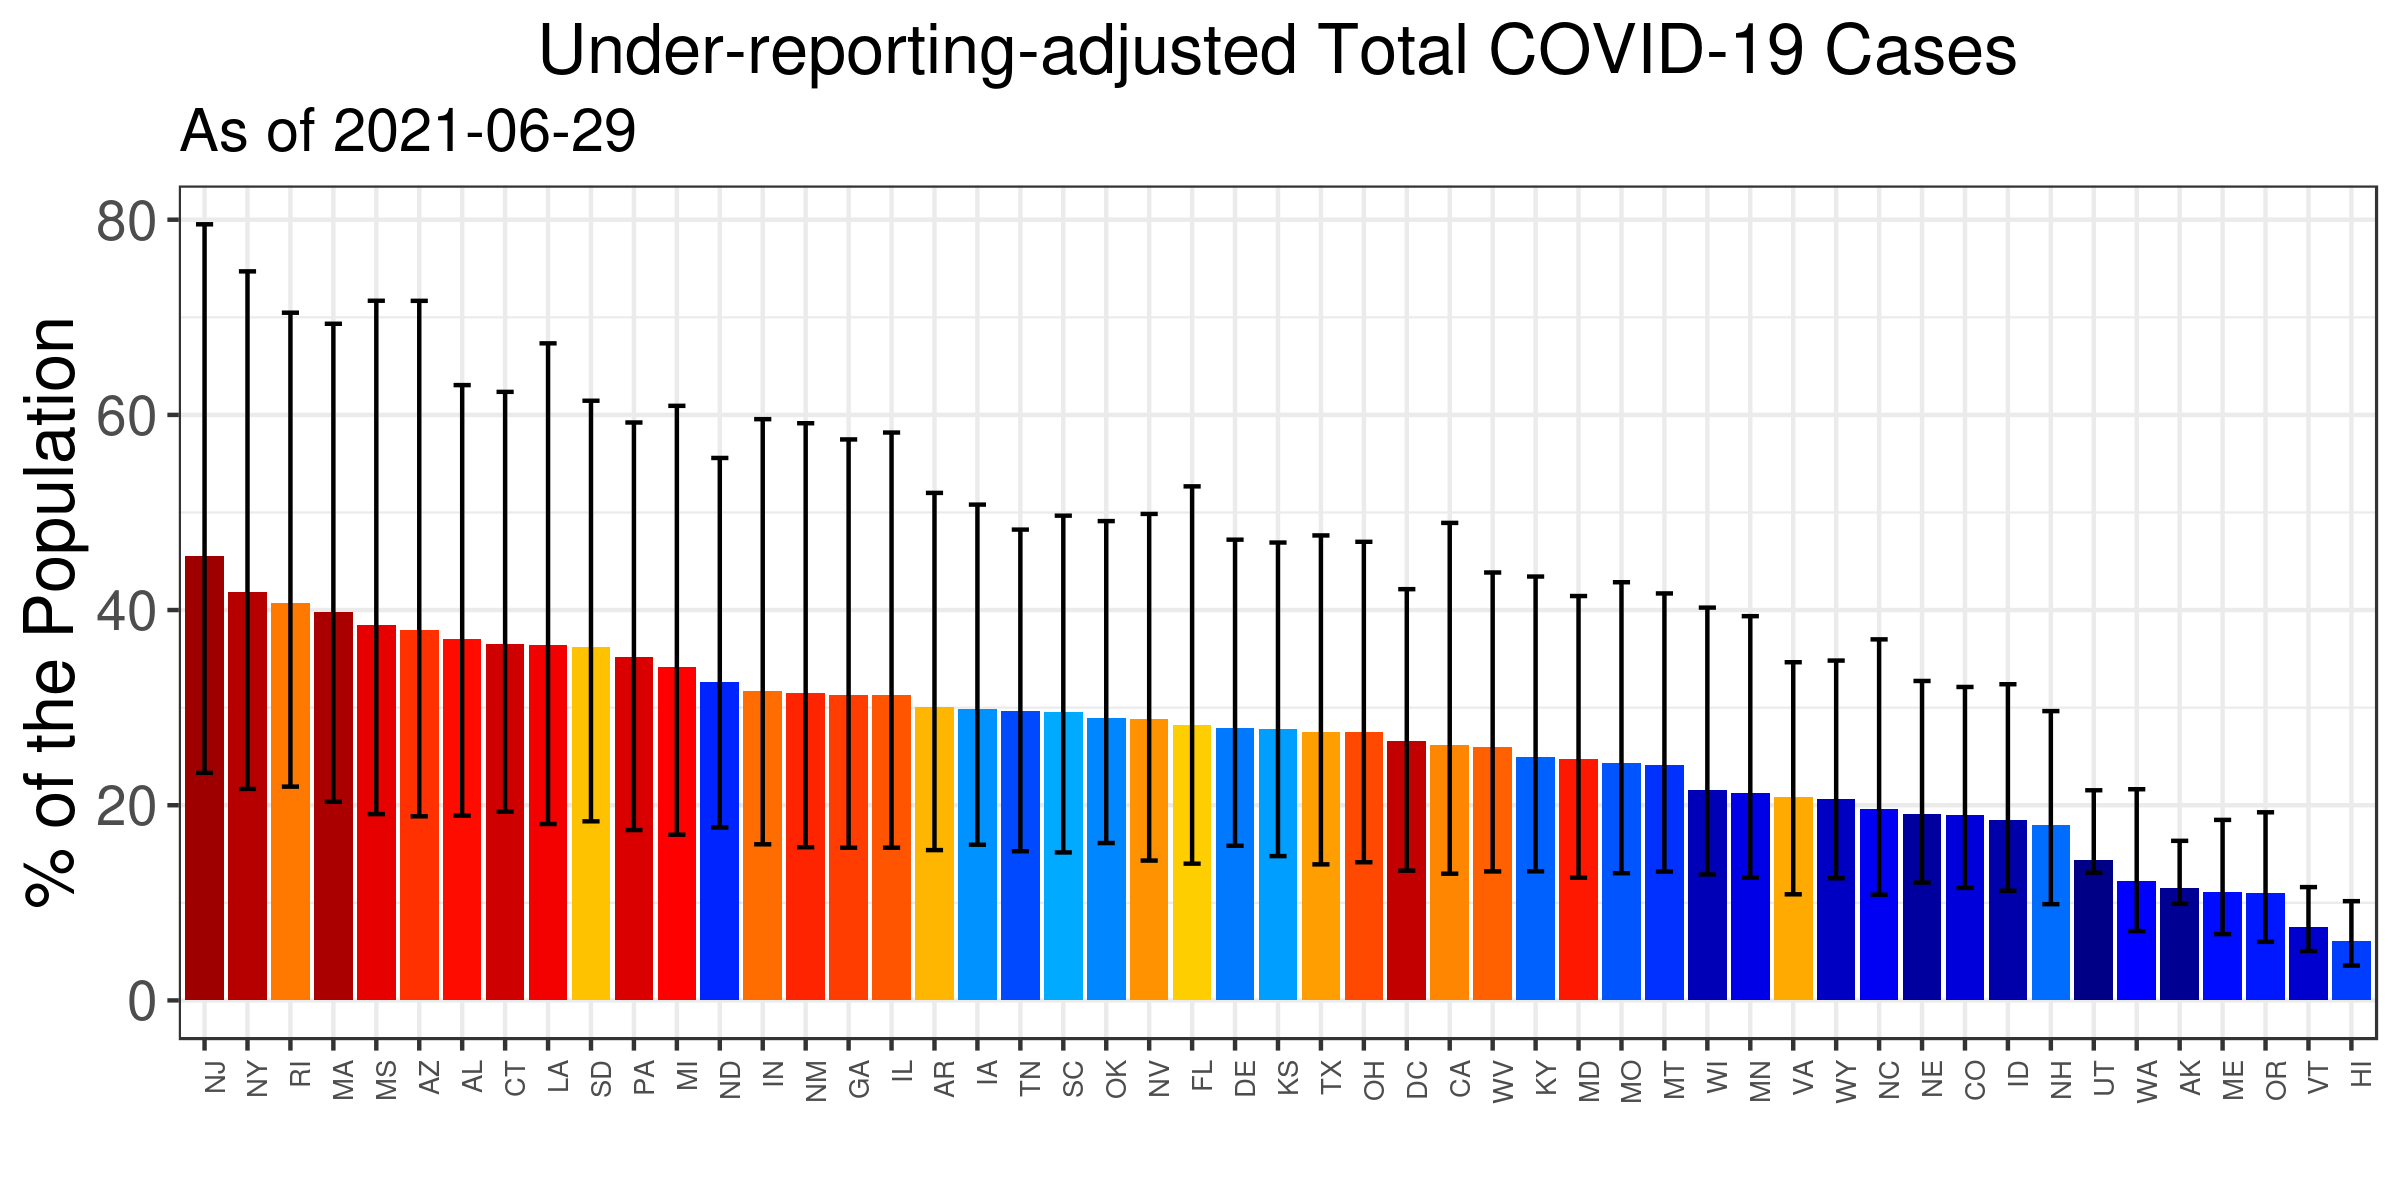 Under-reporting-adjusted Total COVID-19 Cases
As of 2021-06-29
% of the Population
80
60
40
20
0
NJ NY RI MA MS AZ AL CT LA SD PA MI ND IN NM GA IL AR IA TN SC OK NV FL DE KS TX OH DC CA WV KY MD MO MT WI MN VA WY NC NE CO ID NH UT WA AK ME OR VT HI